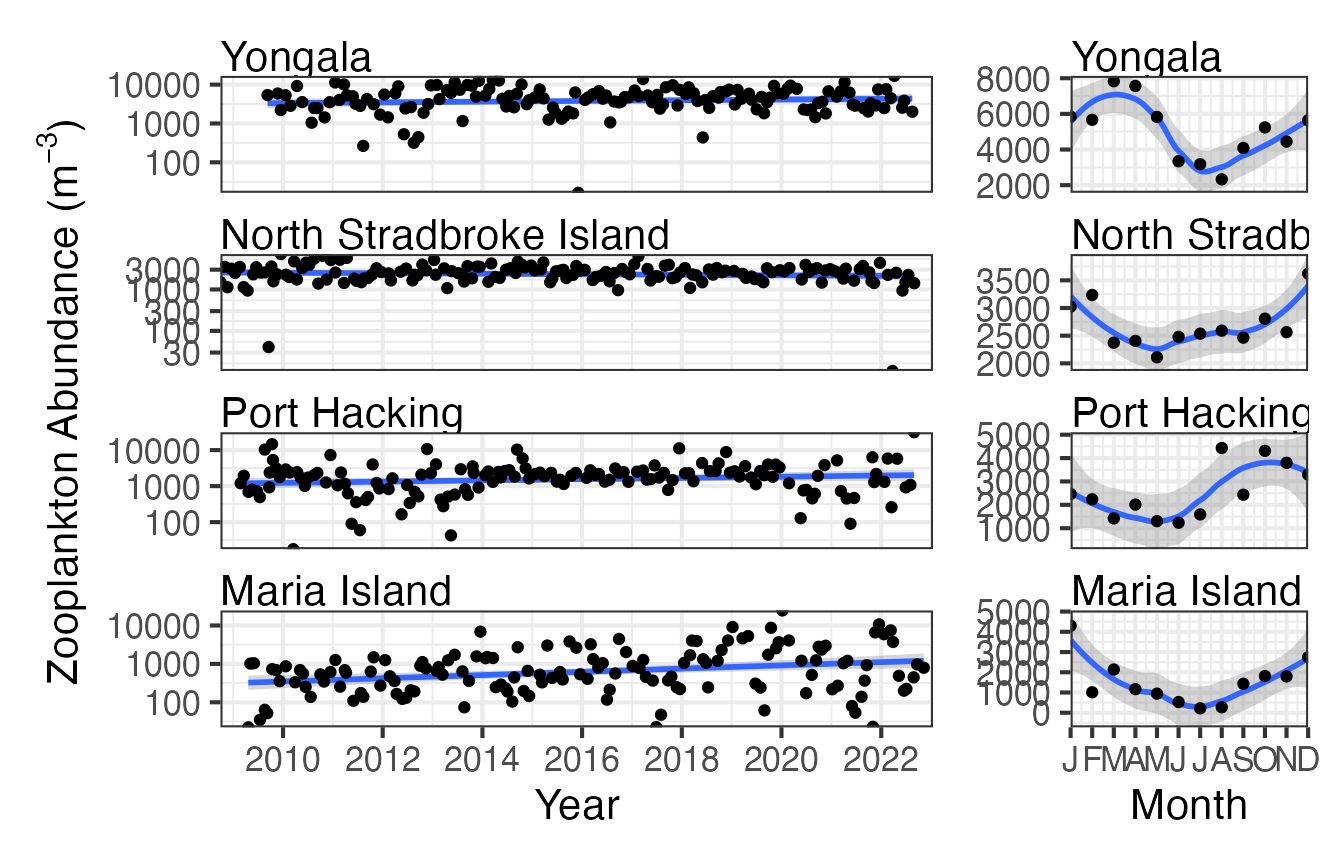 Zooplankton Abundance (m⁻³)
Yongala
10000
1000
100
Yongala
8000
6000
4000
2000
North Stradbroke Island
3000
1000
300
100
30
North Stradb
3500
3000
2500
2000
Port Hacking
10000
1000
100
Port Hacking
5000
4000
3000
2000
1000
Maria Island
10000
1000
100
Maria Island
5000
4000
3000
2000
1000
0
2010 2012 2014 2016 2018 2020 2022
J F M A M J J A S O N D
Year
Month